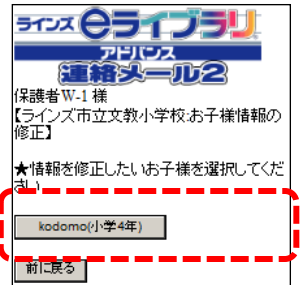 ラインズ eライブラリ
アドバンス
連絡メール2
保護者W-1 様
【ラインズ市立文教小学校:お子様情報の
修正】
★情報を修正したいお子様を選択してくだ
さい
kodomo(小学4年)
前に戻る